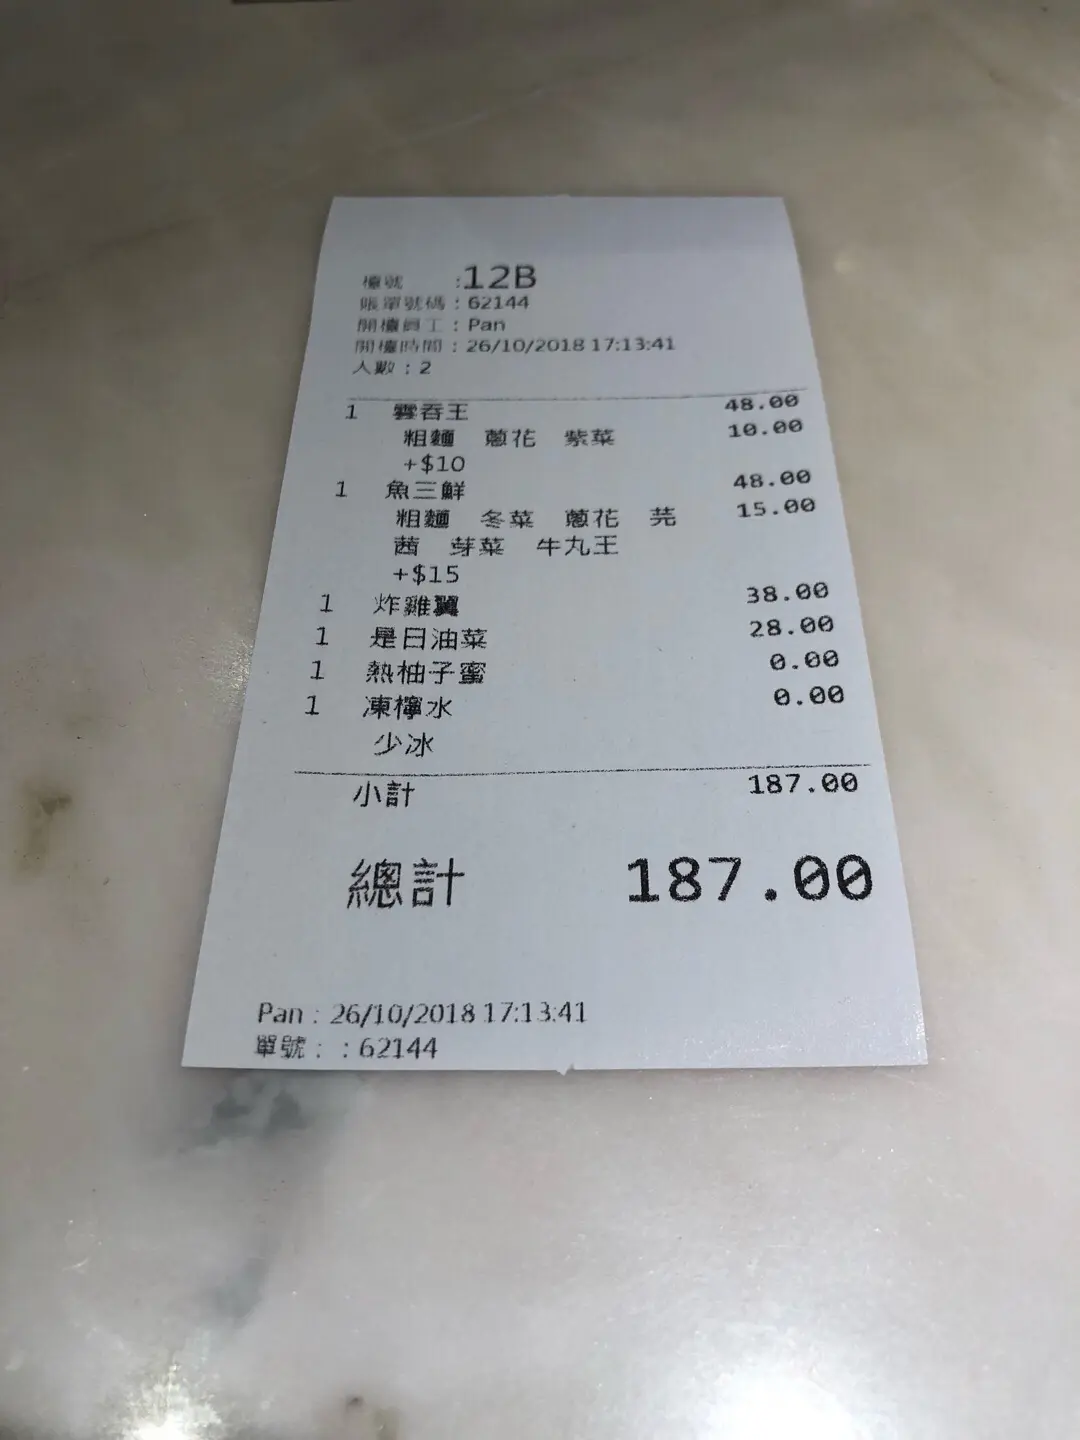 檯號 :12B
賬單號碼 : 62144
開檯員工 : Pan
開檯時間 : 26/10/2018 17:13:41
人數 : 2
1 雲吞王 48.00
粗麵 蔥花 紫菜 10.00
+$10
1 魚三鮮 48.00
粗麵 冬菜 蔥花 芫 15.00
茜 芽菜 牛丸王
+$15
1 炸雞翼 38.00
1 是日油菜 28.00
1 熱柚子蜜 0.00
1 凍檸水 0.00
少冰
小計 187.00
總計 187.00
Pan : 26/10/2018 17:13:41
單號 : : 62144